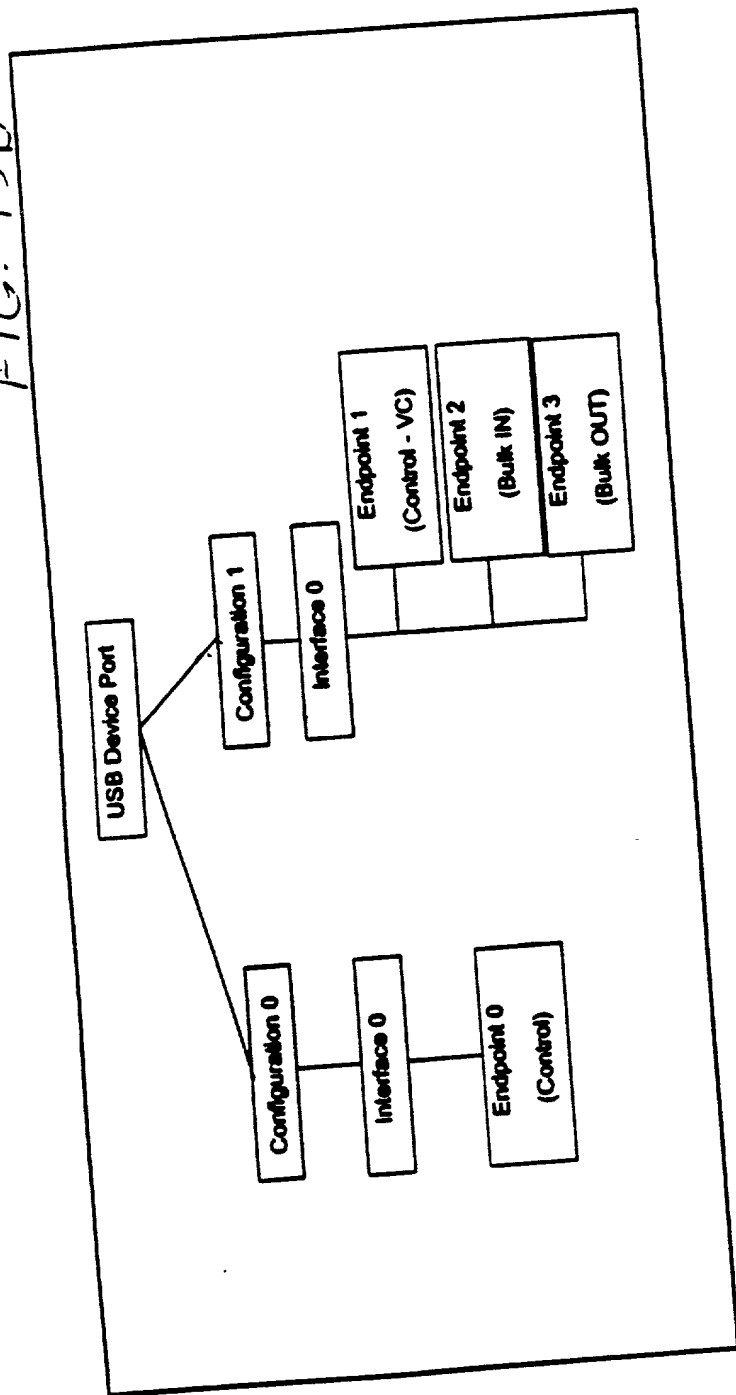 USB Device Port
Configuration 0
Interface 0
Endpoint 0
(Control)
Configuration 1
Interface 0
Endpoint 1
(Control - VC)
Endpoint 2
(Bulk IN)
Endpoint 3
(Bulk OUT)